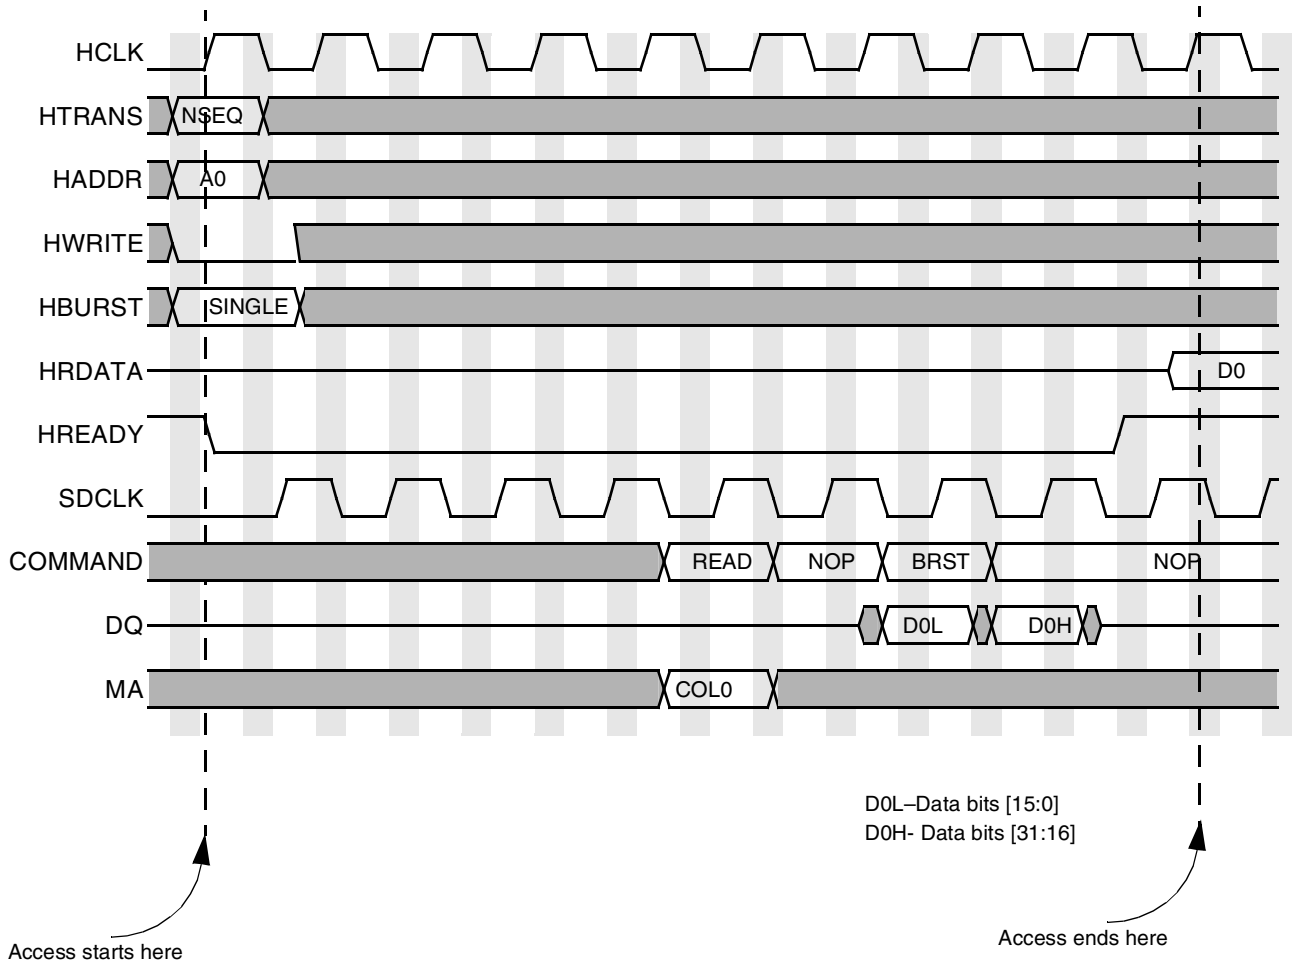 HCLK
HTRANS NSEQ
HADDR A0
HWRITE
HBURST SINGLE
HRDATA D0
HREADY
SDCLK
COMMAND READ NOP BRST NOP
DQ D0L D0H
MA COL0
D0L–Data bits [15:0]
D0H- Data bits [31:16]
Access starts here
Access ends here